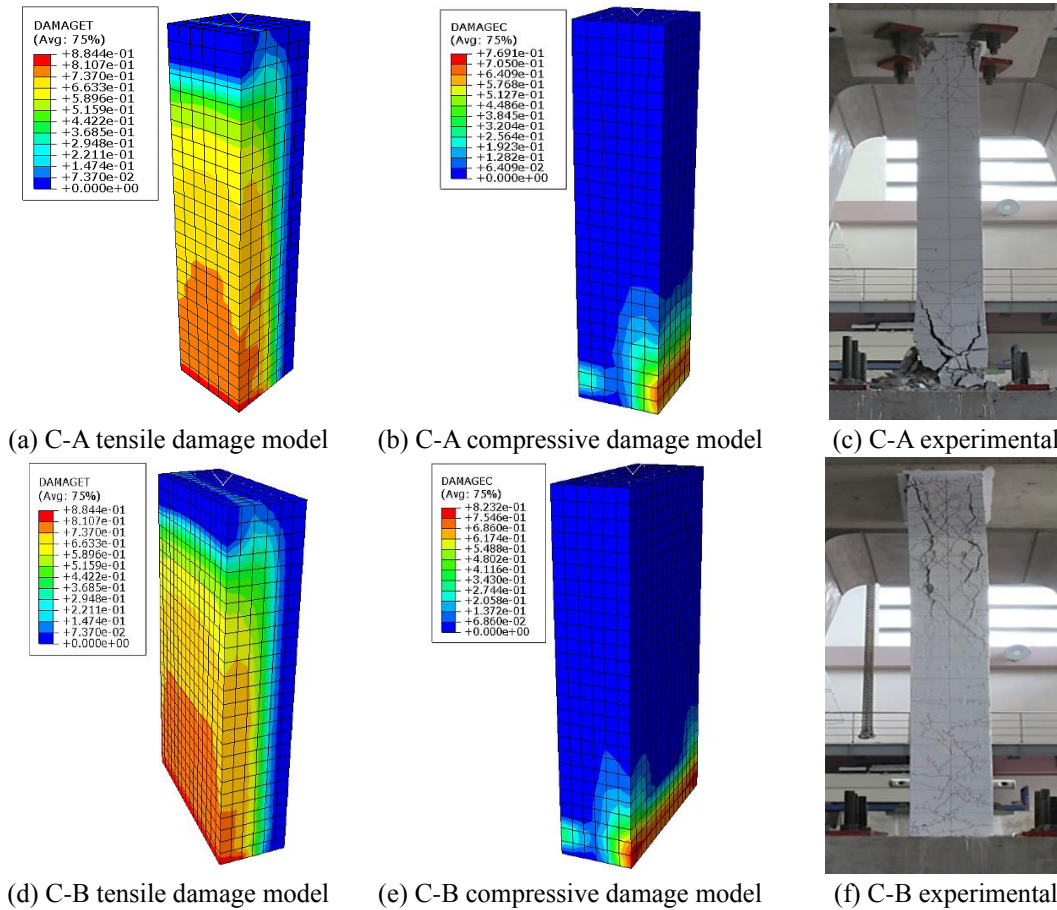 DAMAGET
(Avg: 75%)
+8.844e-01
+8.107e-01
+7.370e-01
+6.633e-01
+5.896e-01
+5.159e-01
+4.422e-01
+3.685e-01
+2.948e-01
+2.211e-01
+1.474e-01
+7.370e-02
+0.000e+00
DAMAGEC
(Avg: 75%)
+7.691e-01
+7.050e-01
+6.409e-01
+5.768e-01
+5.127e-01
+4.486e-01
+3.845e-01
+3.204e-01
+2.564e-01
+1.923e-01
+1.282e-01
+6.409e-02
+0.000e+00
(a) C-A tensile damage model
(b) C-A compressive damage model
(c) C-A experimental
DAMAGET
(Avg: 75%)
+8.844e-01
+8.107e-01
+7.370e-01
+6.633e-01
+5.896e-01
+5.159e-01
+4.422e-01
+3.685e-01
+2.948e-01
+2.211e-01
+1.474e-01
+7.370e-02
+0.000e+00
DAMAGEC
(Avg: 75%)
+8.232e-01
+7.546e-01
+6.860e-01
+6.174e-01
+5.488e-01
+4.802e-01
+4.116e-01
+3.430e-01
+2.744e-01
+2.058e-01
+1.372e-01
+6.860e-02
+0.000e+00
(d) C-B tensile damage model
(e) C-B compressive damage model
(f) C-B experimental